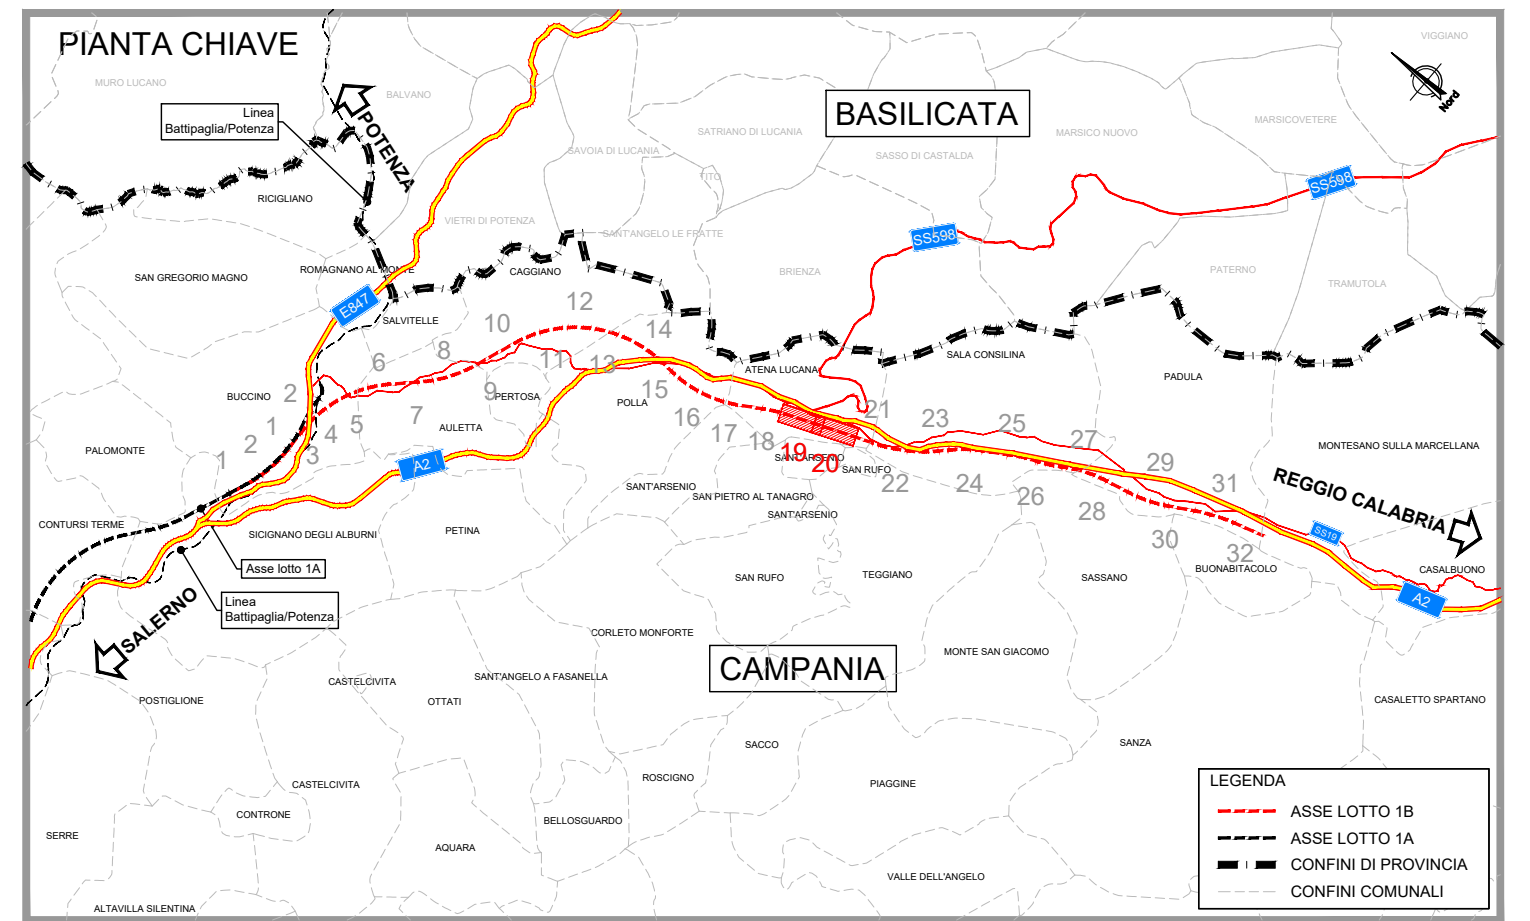 PIANTA CHIAVE
VIGGIANO
MURO LUCANO
BALVANO
Nord
Linea
Battipaglia/Potenza
POTENZA
BASILICATA
SATRIANO DI LUCANIA
MARSICO NUOVO
MARSICOVETERE
SAVOIA DI LUCANIA
SASSO DI CASTALDA
TITO
SS598
RICIGLIANO
VIETRI DI POTENZA
SANT'ANGELO LE FRATTE
SS598
SAN GREGORIO MAGNO
ROMAGNANO AL MONTE
CAGGIANO
BRIENZA
PATERNO
TRAMUTOLA
E847
SALVITELLE
12
10
14
8
6
11
13
SALA CONSILINA
ATENA LUCANA
PADULA
BUCCINO
2
9
PERTOSA
15
POLLA
1
4
5
7
AULETTA
16
17
18
21
23
25
27
2
3
1
PALOMONTE
A2
19
20
SANT'ARSENIO
SAN RUFO
22
24
26
28
29
31
30
32
MONTESANO SULLA MARCELLANA
REGGIO CALABRiA
SANT'ARSENIO
SAN PIETRO AL TANAGRO
SANT'ARSENIO
CONTURSI TERME
SICIGNANO DEGLI ALBURNI
PETINA
SS19
Asse lotto 1A
SAN RUFO
TEGGIANO
SASSANO
BUONABITACOLO
CASALBUONO
A2
Linea
Battipaglia/Potenza
SALERNO
CORLETO MONFORTE
CAMPANIA
MONTE SAN GIACOMO
CASTELCIVITA
SANT'ANGELO A FASANELLA
POSTIGLIONE
OTTATI
CASALETTO SPARTANO
SACCO
SANZA
ROSCIGNO
PIAGGINE
CASTELCIVITA
CONTRONE
BELLOSGUARDO
SERRE
AQUARA
VALLE DELL'ANGELO
ALTAVILLA SILENTINA
LEGENDA
ASSE LOTTO 1B
ASSE LOTTO 1A
CONFINI DI PROVINCIA
CONFINI COMUNALI